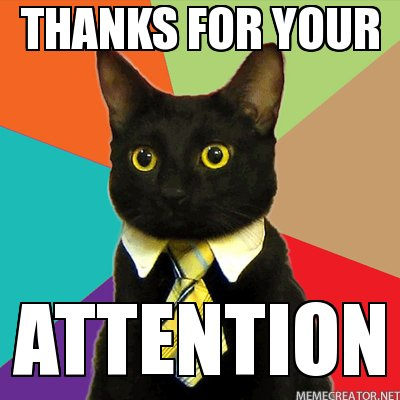 THANKS FOR YOUR
ATTENTION
MEMECREATOR.NET